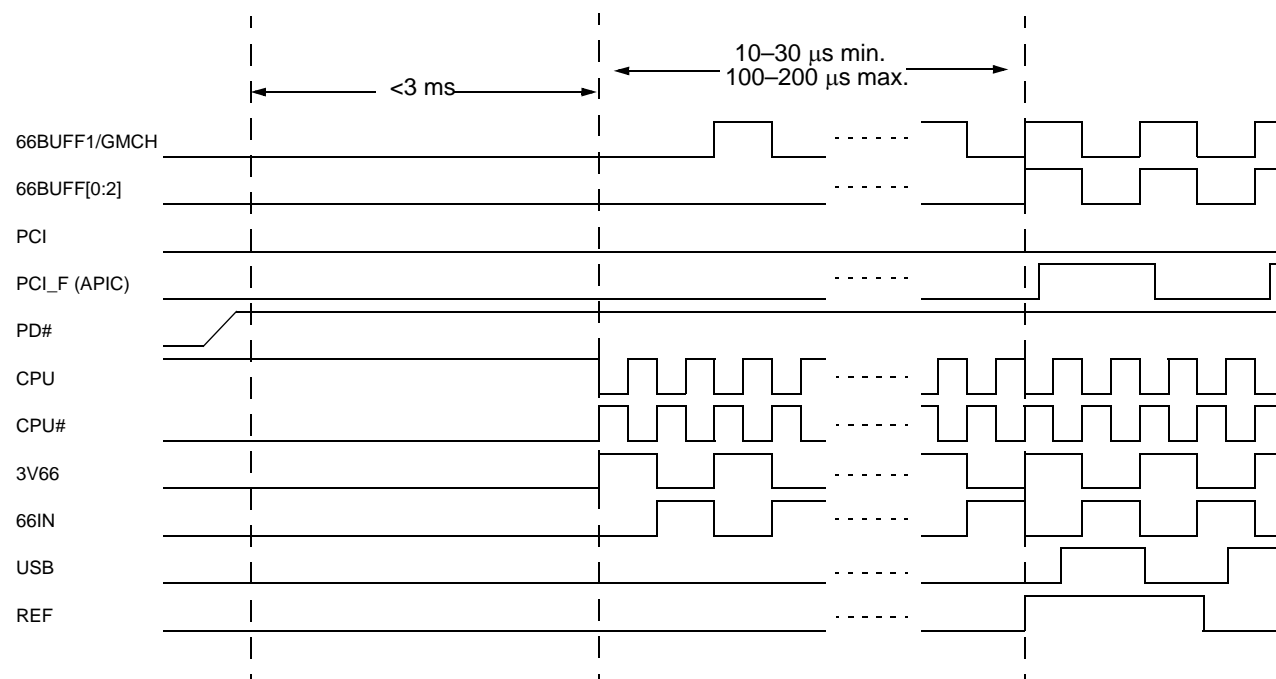 10–30 μs min.
100–200 μs max.
<3 ms
66BUFF1/GMCH
66BUFF[0:2]
PCI
PCI_F (APIC)
PD#
CPU
CPU#
3V66
66IN
USB
REF